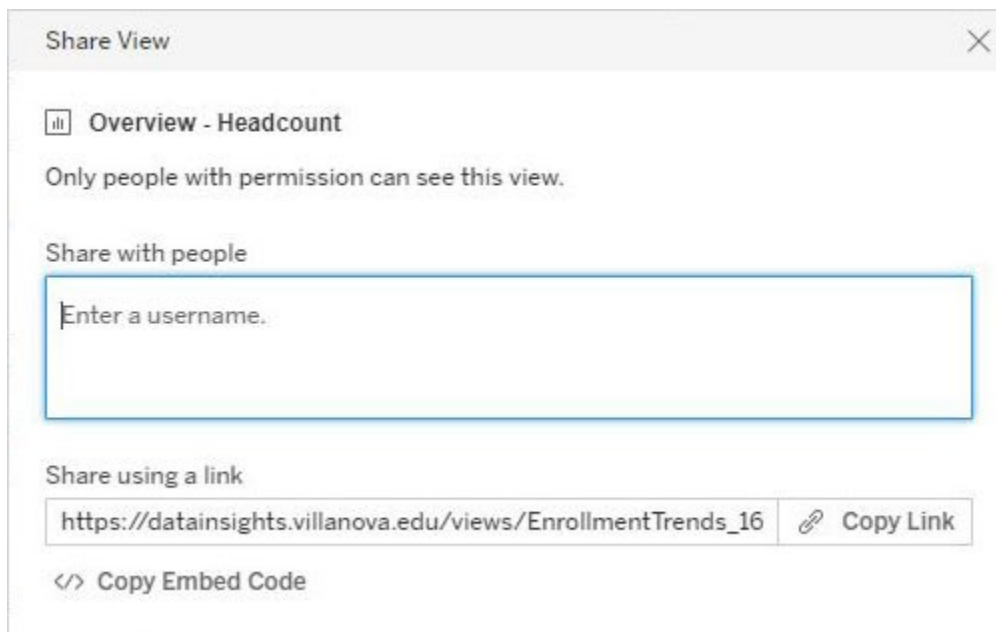 Share View
Overview - Headcount
Only people with permission can see this view.
Share with people
Enter a username.
Share using a link
https://datainsights.villanova.edu/views/EnrollmentTrends_16
Copy Link
</> Copy Embed Code